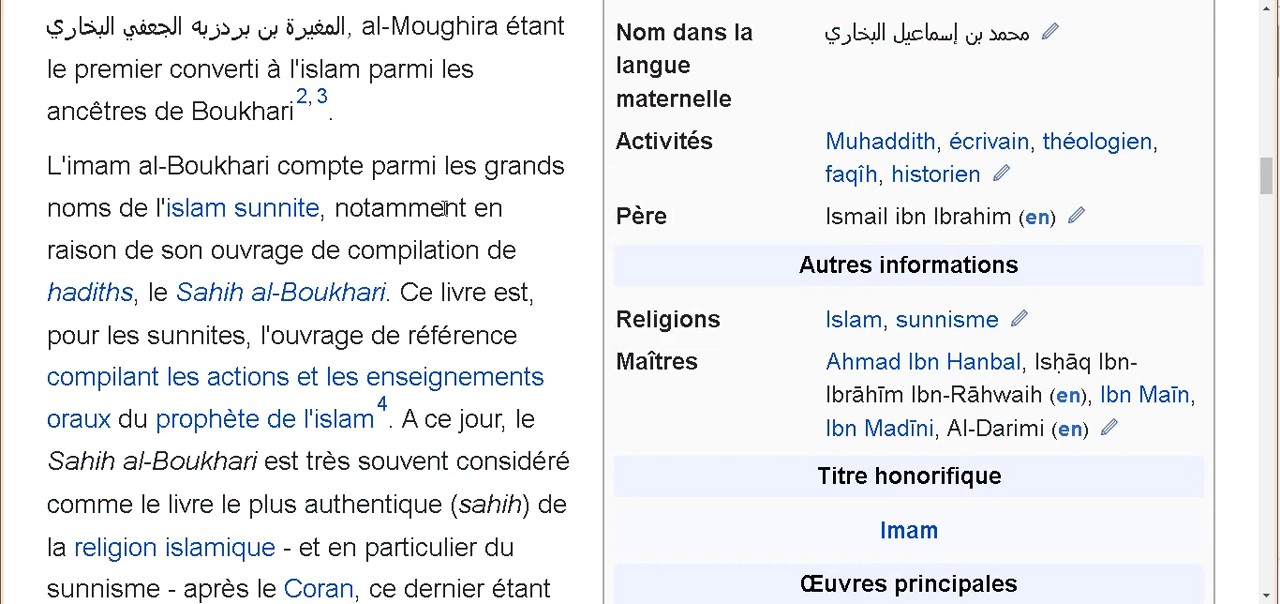 المغيرة بن بردزبه الجعفي البخاري, al-Moughira étant
le premier converti à l'islam parmi les
ancêtres de Boukhari2, 3.
L'imam al-Boukhari compte parmi les grands
noms de l'islam sunnite, notamment en
raison de son ouvrage de compilation de
hadiths, le Sahih al-Boukhari. Ce livre est,
pour les sunnites, l'ouvrage de référence
compilant les actions et les enseignements
oraux du prophète de l'islam4. A ce jour, le
Sahih al-Boukhari est très souvent considéré
comme le livre le plus authentique (sahih) de
la religion islamique - et en particulier du
sunnisme - après le Coran, ce dernier étant
Nom dans la
langue
maternelle
محمد بن إسماعيل البخاري
Activités
Muhaddith, écrivain, théologien,
faqîh, historien
Père
Ismail ibn Ibrahim (en)
Autres informations
Religions
Islam, sunnisme
Maîtres
Ahmad Ibn Hanbal, Isḥāq Ibn-
Ibrāhīm Ibn-Rāhwaih (en), Ibn Maīn,
Ibn Madīni, Al-Darimi (en)
Titre honorifique
Imam
Œuvres principales